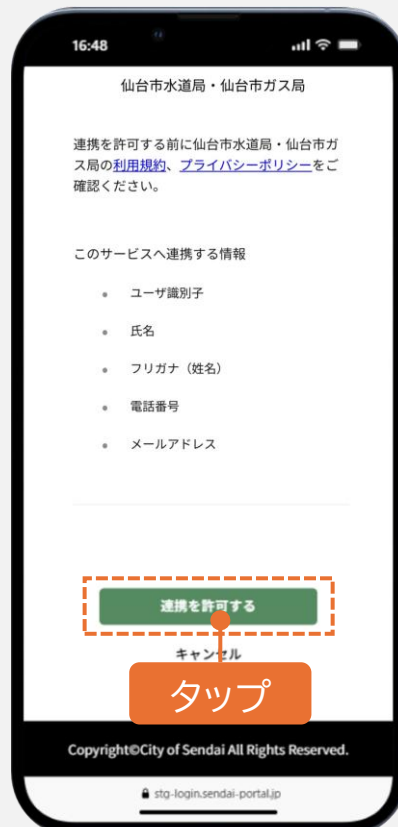 16:48
仙台市水道局・仙台市ガス局
連携を許可する前に仙台市水道局・仙台市ガ
ス局の利用規約、プライバシーポリシーをご
確認ください。
このサービスへ連携する情報
ユーザ識別子
氏名
フリガナ（姓名）
電話番号
メールアドレス
連携を許可する
キャンセル
タップ
Copyright©City of Sendai All Rights Reserved.
stg-login.sendai-portal.jp